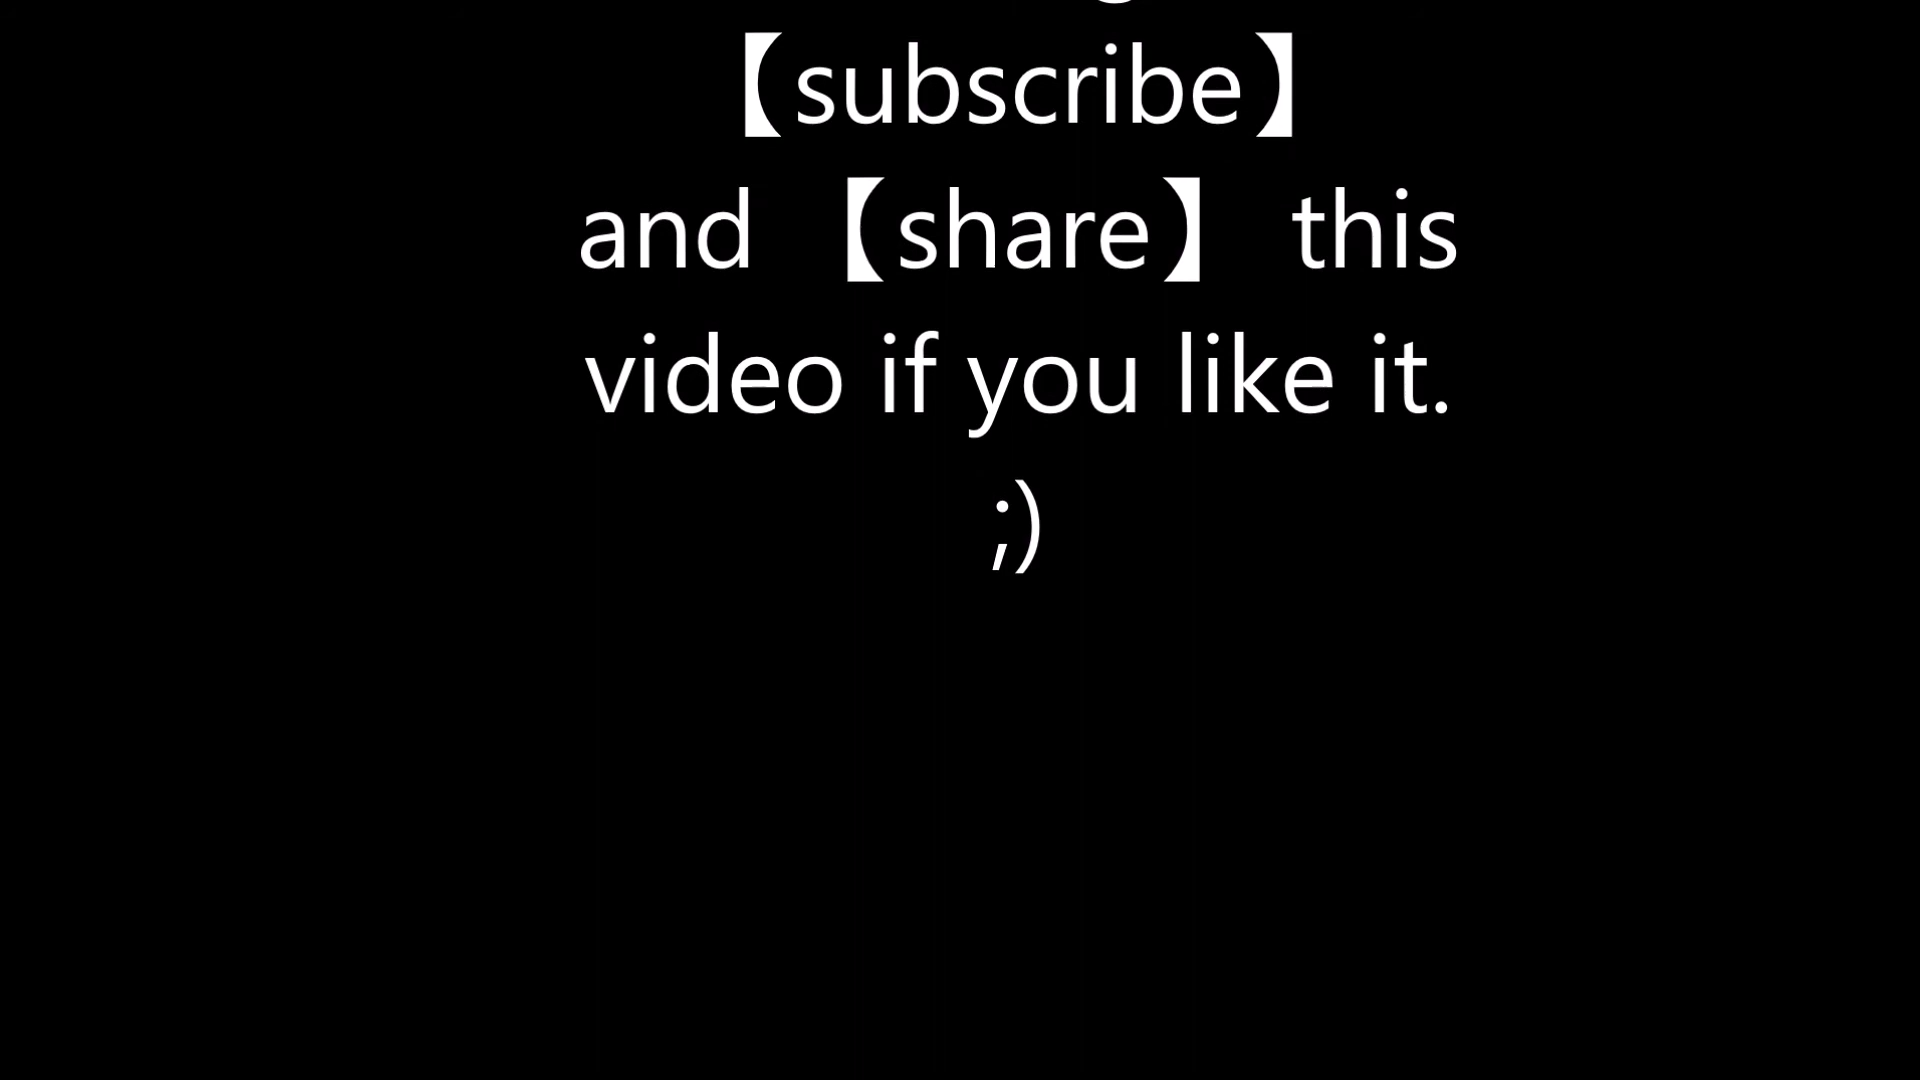 【subscribe】
and 【share】 this
video if you like it.
;)